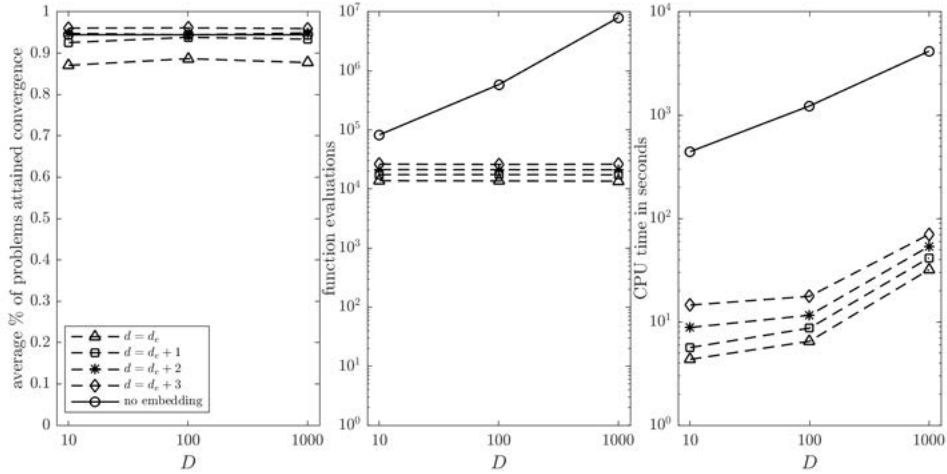 average % of problems attained convergence
1
0.9
0.8
0.7
0.6
0.5
0.4
0.3
0.2
0.1
0
d = d_e
d = d_e + 1
d = d_e + 2
d = d_e + 3
no embedding
10 100 1000
D
function evaluations
10^7
10^6
10^5
10^4
10^3
10^2
10^1
10^0
10 100 1000
D
CPU time in seconds
10^4
10^3
10^2
10^1
10^0
10 100 1000
D